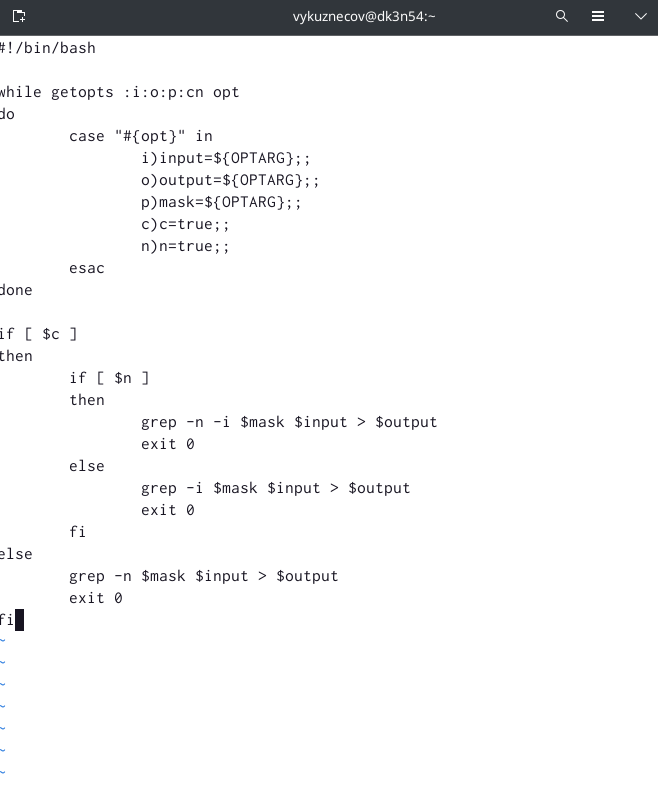 vykuznecov@dk3n54:~
#!/bin/bash
while getopts :i:o:p:cn opt
do
case "#{opt}" in
i)input=${OPTARG};;
o)output=${OPTARG};;
p)mask=${OPTARG};;
c)c=true;;
n)n=true;;
esac
done
if [ $c ]
then
if [ $n ]
then
grep -n -i $mask $input > $output
exit 0
else
grep -i $mask $input > $output
exit 0
fi
else
grep -n $mask $input > $output
exit 0
fi
~
~
~
~
~
~
~